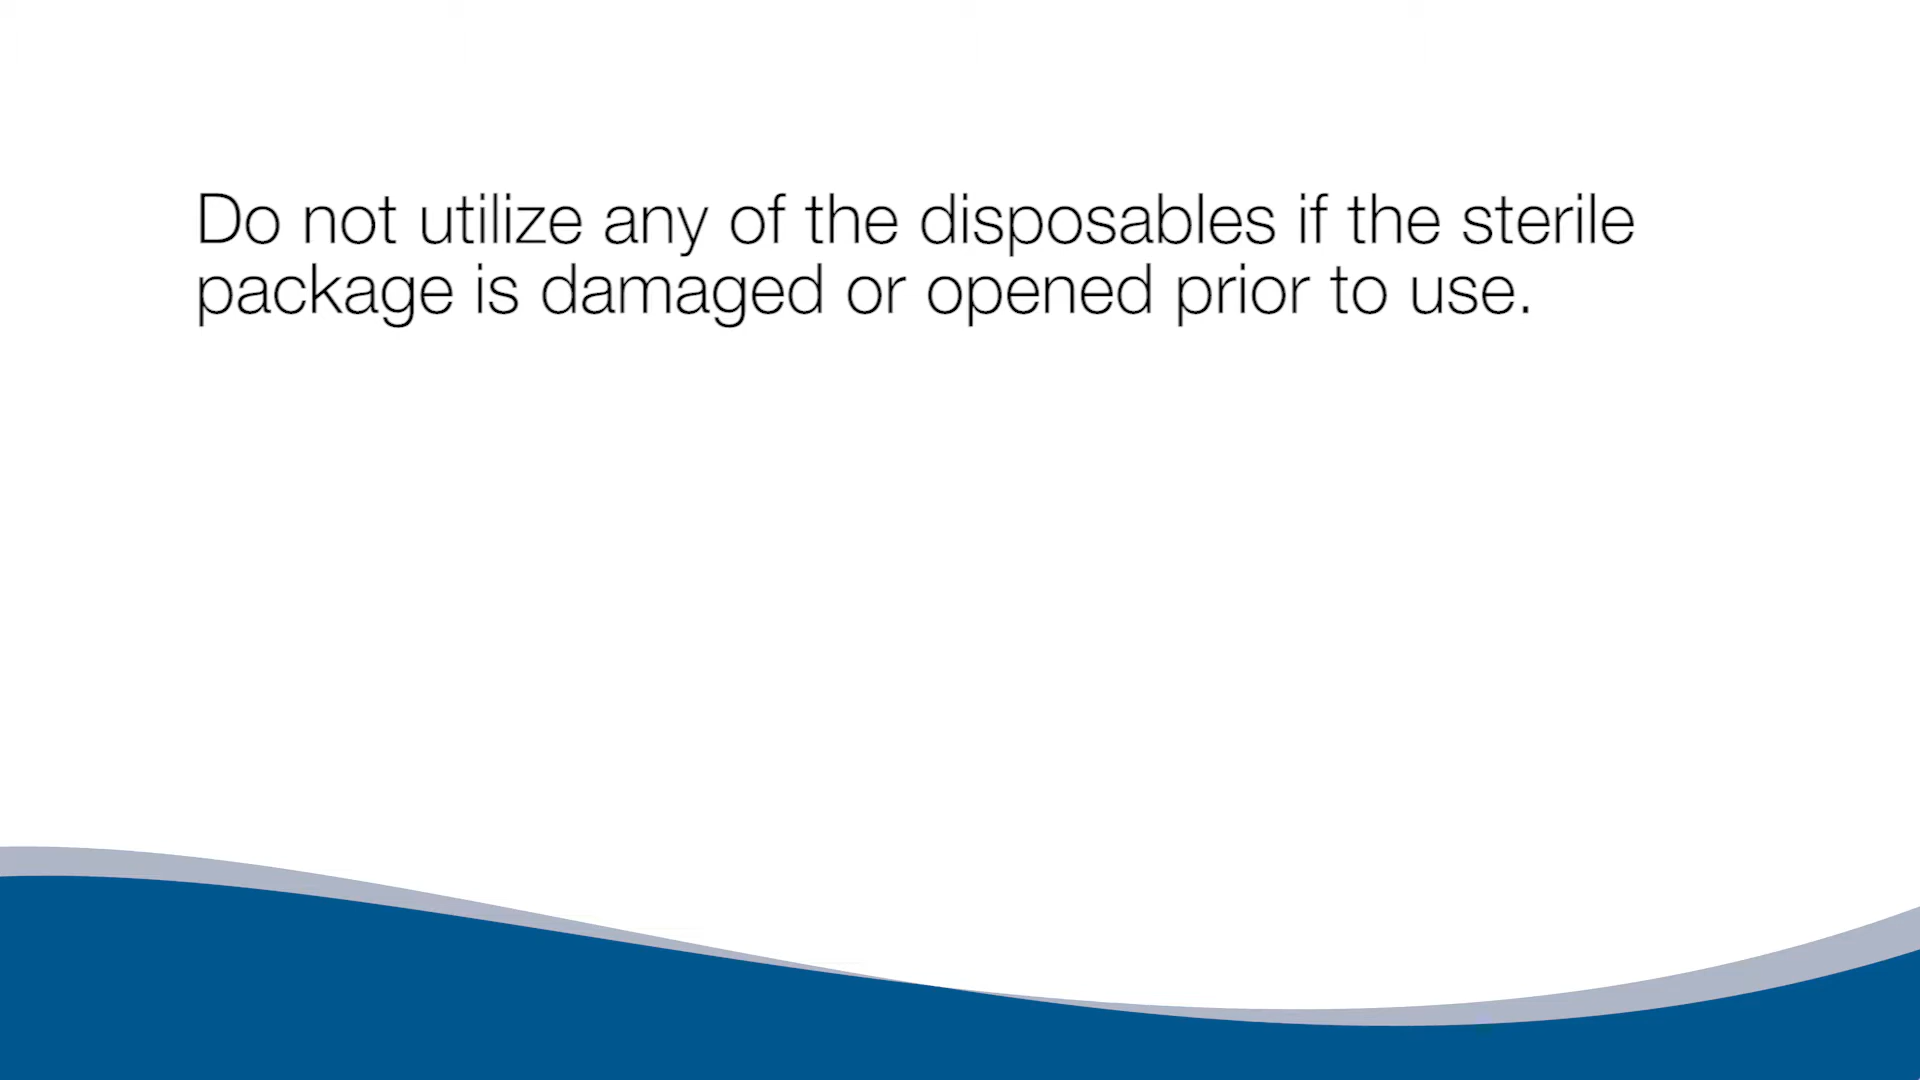 Do not utilize any of the disposables if the sterile
package is damaged or opened prior to use.